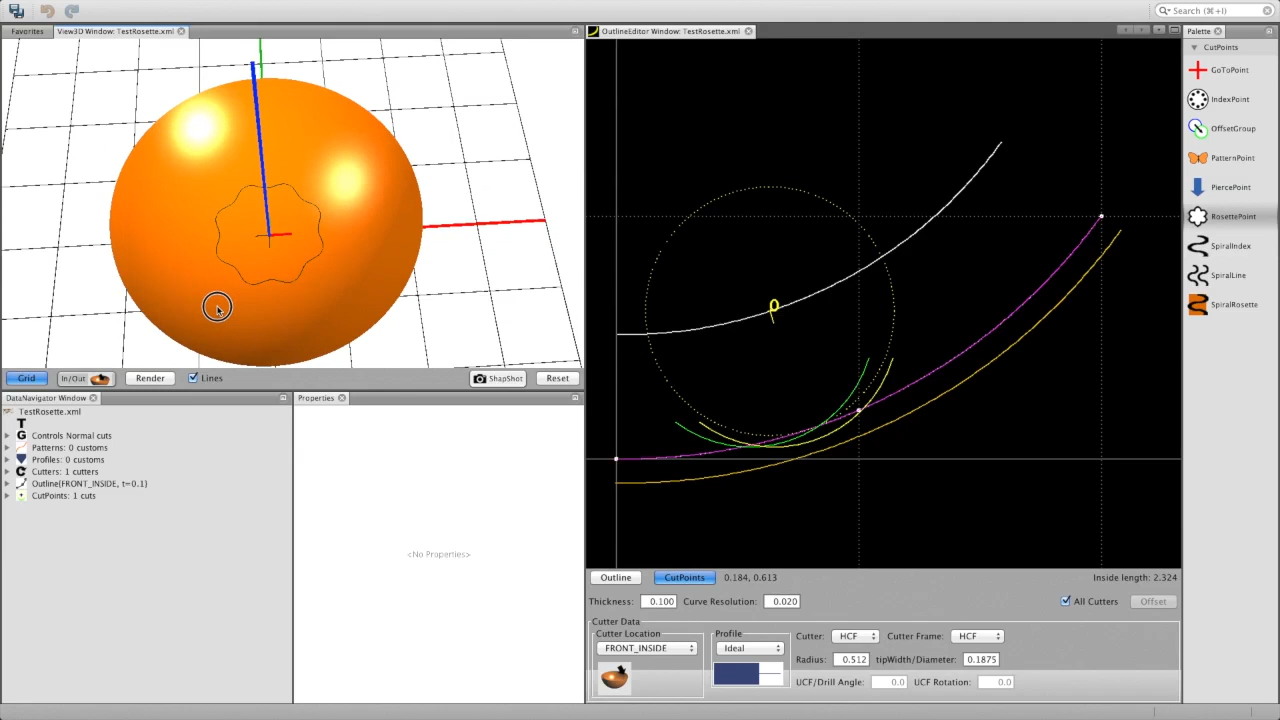 Search (⌘+I)
Favorites View3D Window: TestRosette.xml
OutlineEditor Window: TestRosette.xml
Palette
CutPoints
GoToPoint
IndexPoint
OffsetGroup
PatternPoint
PiercePoint
RosettePoint
SpiralIndex
SpiralLine
SpiralRosette
0
Grid In/Out Render Lines ShapShot Reset
DataNavigator Window
TestRosette.xml
T
G Controls Normal cuts
Patterns: 0 customs
Profiles: 0 customs
C Cutters: 1 cutters
Outline(FRONT_INSIDE, t=0.1)
CutPoints: 1 cuts
Properties
<No Properties>
Outline CutPoints 0.184, 0.613 Inside length: 2.324
Thickness: 0.100 Curve Resolution: 0.020 All Cutters Offset
Cutter Data
Cutter Location
FRONT_INSIDE
Profile
Ideal
Cutter: HCF Cutter Frame: HCF
Radius: 0.512 tipWidth/Diameter: 0.1875
UCF/Drill Angle: 0.0 UCF Rotation: 0.0